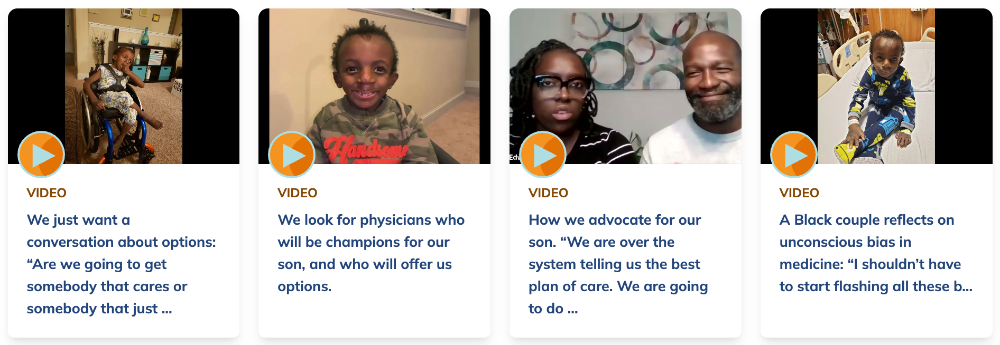 DIST
RICT
Handsome
Edw
VIDEO
We just want a
conversation about options:
“Are we going to get
somebody that cares or
somebody that just ...
VIDEO
We look for physicians who
will be champions for our
son, and who will offer us
options.
VIDEO
How we advocate for our
son. “We are over the
system telling us the best
plan of care. We are going
to do ...
VIDEO
A Black couple reflects on
unconscious bias in
medicine: “I shouldn’t have
to start flashing all these b...